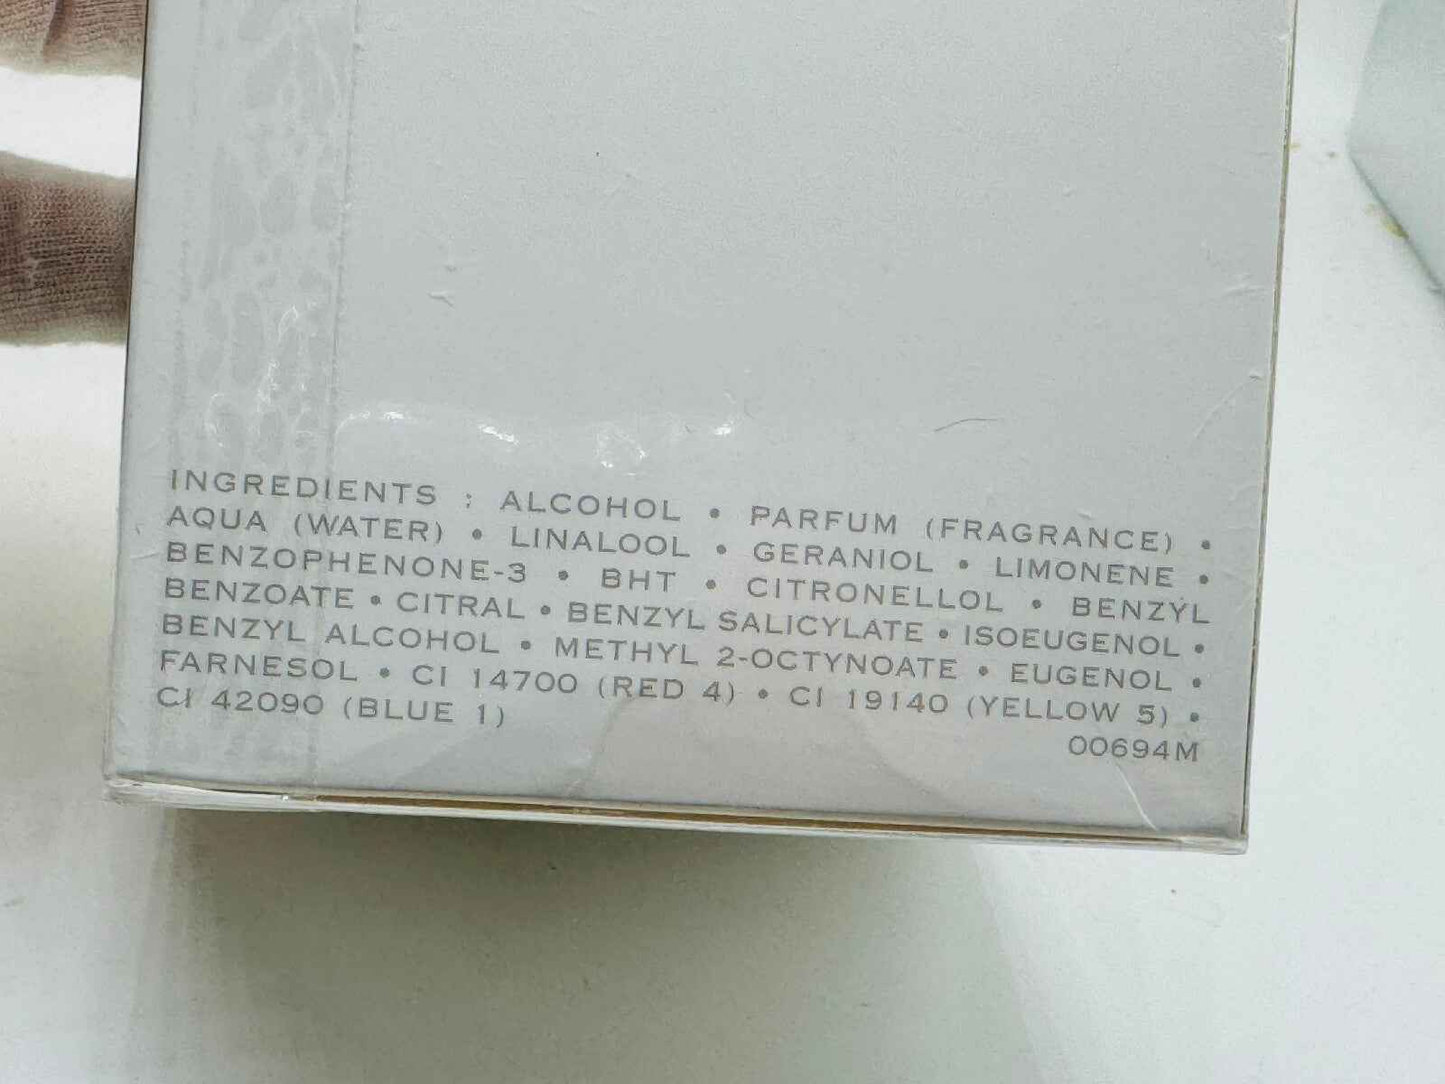 INGREDIENTS : ALCOHOL • PARFUM (FRAGRANCE) •
AQUA (WATER) • LINALOOL • GERANIOL • LIMONENE •
BENZOPHENONE-3 • BHT • CITRONELLOL • BENZYL
BENZOATE • CITRAL • BENZYL SALICYLATE • ISOEUGENOL •
BENZYL ALCOHOL • METHYL 2-OCTYNOATE • EUGENOL •
FARNESOL • CI 14700 (RED 4) • CI 19140 (YELLOW 5) •
CI 42090 (BLUE 1)
00694M